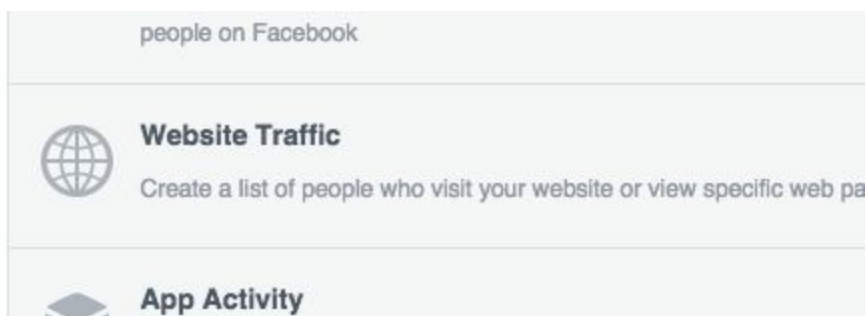 people on Facebook
Website Traffic
Create a list of people who visit your website or view specific web
App Activity